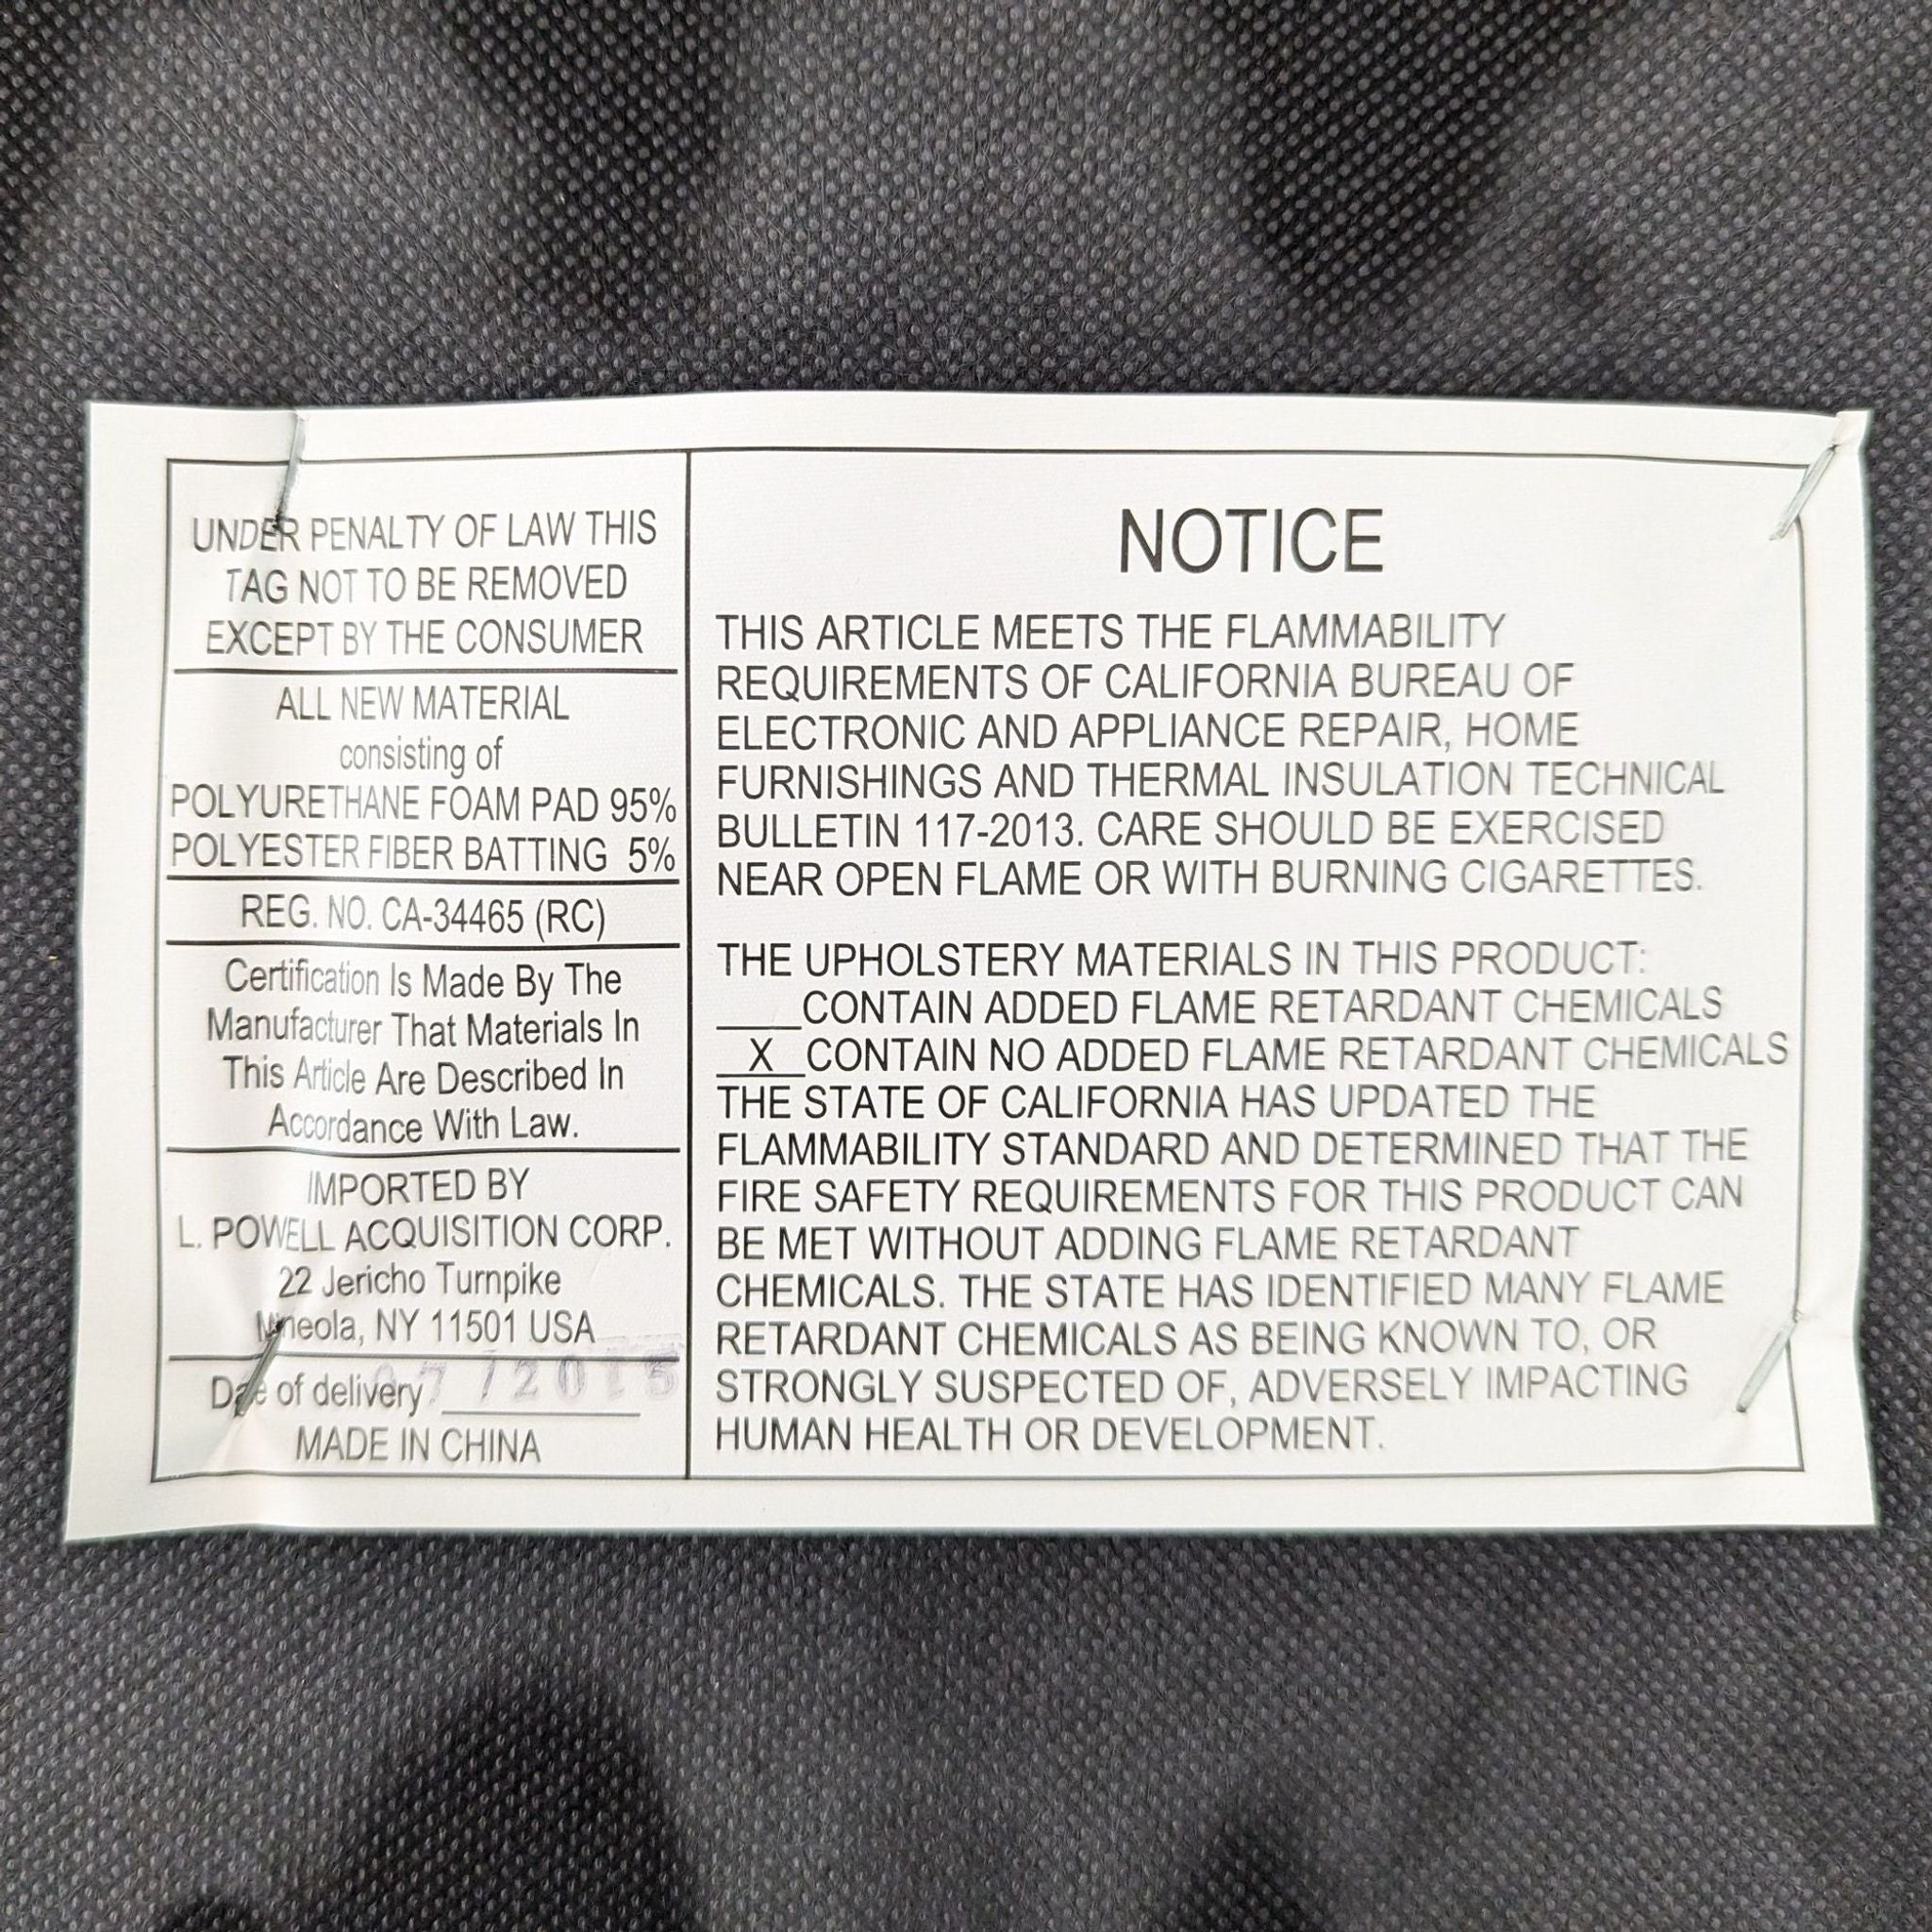 UNDER PENALTY OF LAW THIS
TAG NOT TO BE REMOVED
EXCEPT BY THE CONSUMER
ALL NEW MATERIAL
consisting of
POLYURETHANE FOAM PAD 95%
POLYESTER FIBER BATTING 5%
REG. NO. CA-34465 (RC)
Certification Is Made By The
Manufacturer That Materials In
This Article Are Described In
Accordance With Law.
IMPORTED BY
L. POWELL ACQUISITION CORP.
22 Jericho Turnpike
Mineola, NY 11501 USA
Date of delivery 07/2015
MADE IN CHINA
NOTICE
THIS ARTICLE MEETS THE FLAMMABILITY
REQUIREMENTS OF CALIFORNIA BUREAU OF
ELECTRONIC AND APPLIANCE REPAIR, HOME
FURNISHINGS AND THERMAL INSULATION TECHNICAL
BULLETIN 117-2013. CARE SHOULD BE EXERCISED
NEAR OPEN FLAME OR WITH BURNING CIGARETTES.
THE UPHOLSTERY MATERIALS IN THIS PRODUCT:
____CONTAIN ADDED FLAME RETARDANT CHEMICALS
_X_CONTAIN NO ADDED FLAME RETARDANT CHEMICALS
THE STATE OF CALIFORNIA HAS UPDATED THE
FLAMMABILITY STANDARD AND DETERMINED THAT THE
FIRE SAFETY REQUIREMENTS FOR THIS PRODUCT CAN
BE MET WITHOUT ADDING FLAME RETARDANT
CHEMICALS. THE STATE HAS IDENTIFIED MANY FLAME
RETARDANT CHEMICALS AS BEING KNOWN TO, OR
STRONGLY SUSPECTED OF, ADVERSELY IMPACTING
HUMAN HEALTH OR DEVELOPMENT.